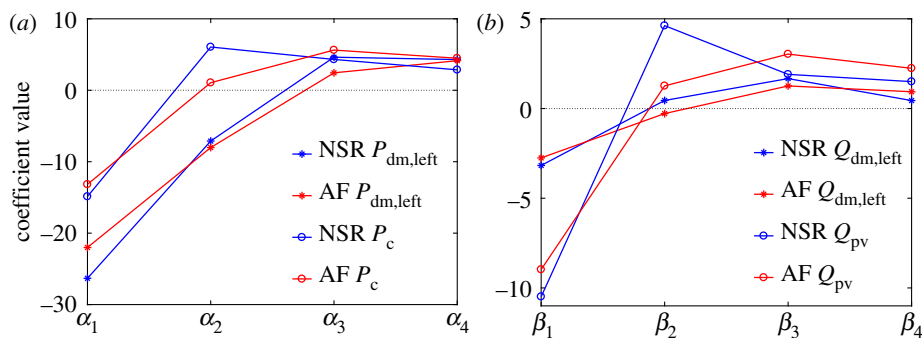 (a)
coefficient value
10
0
−10
−20
−30
α1
α2
α3
α4
NSR Pdm,left
AF Pdm,left
NSR Pc
AF Pc
(b)
5
0
−5
−10
β1
β2
β3
β4
NSR Qdm,left
AF Qdm,left
NSR Qpv
AF Qpv